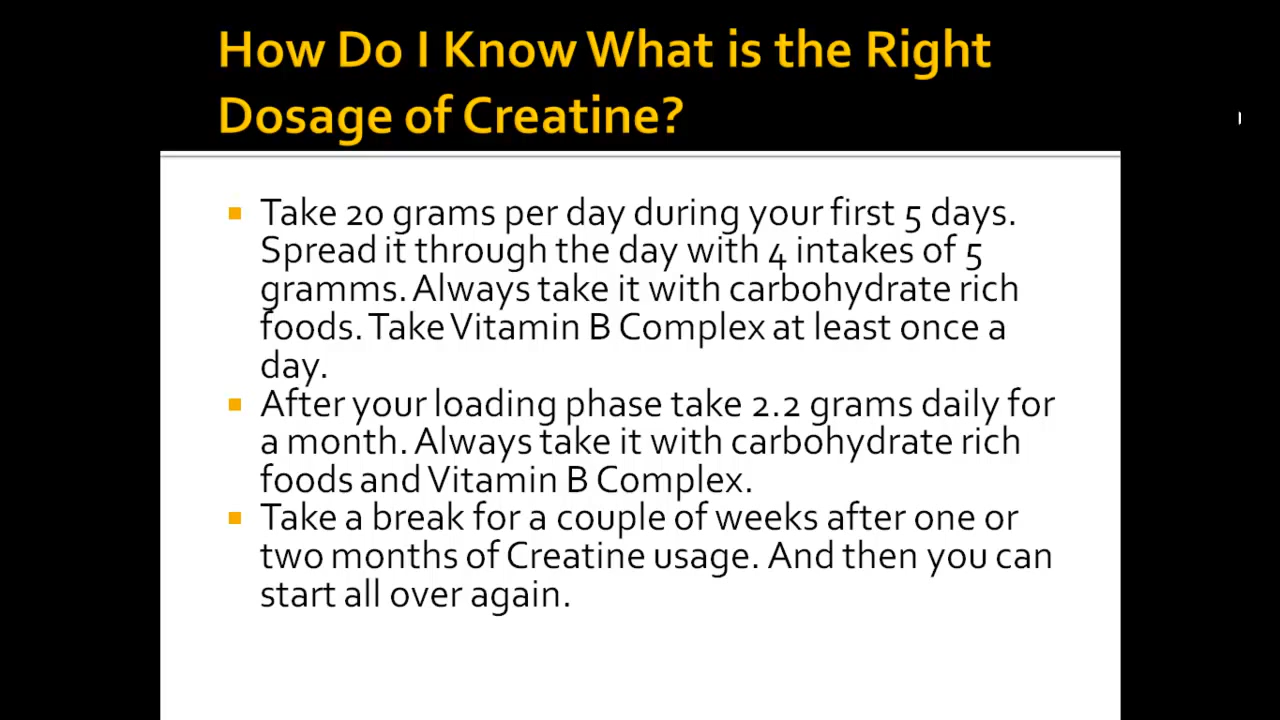 How Do I Know What is the Right
Dosage of Creatine?
Take 20 grams per day during your first 5 days.
Spread it through the day with 4 intakes of 5
gramms. Always take it with carbohydrate rich
foods. Take Vitamin B Complex at least once a
day.
After your loading phase take 2.2 grams daily for
a month. Always take it with carbohydrate rich
foods and Vitamin B Complex.
Take a break for a couple of weeks after one or
two months of Creatine usage. And then you can
start all over again.